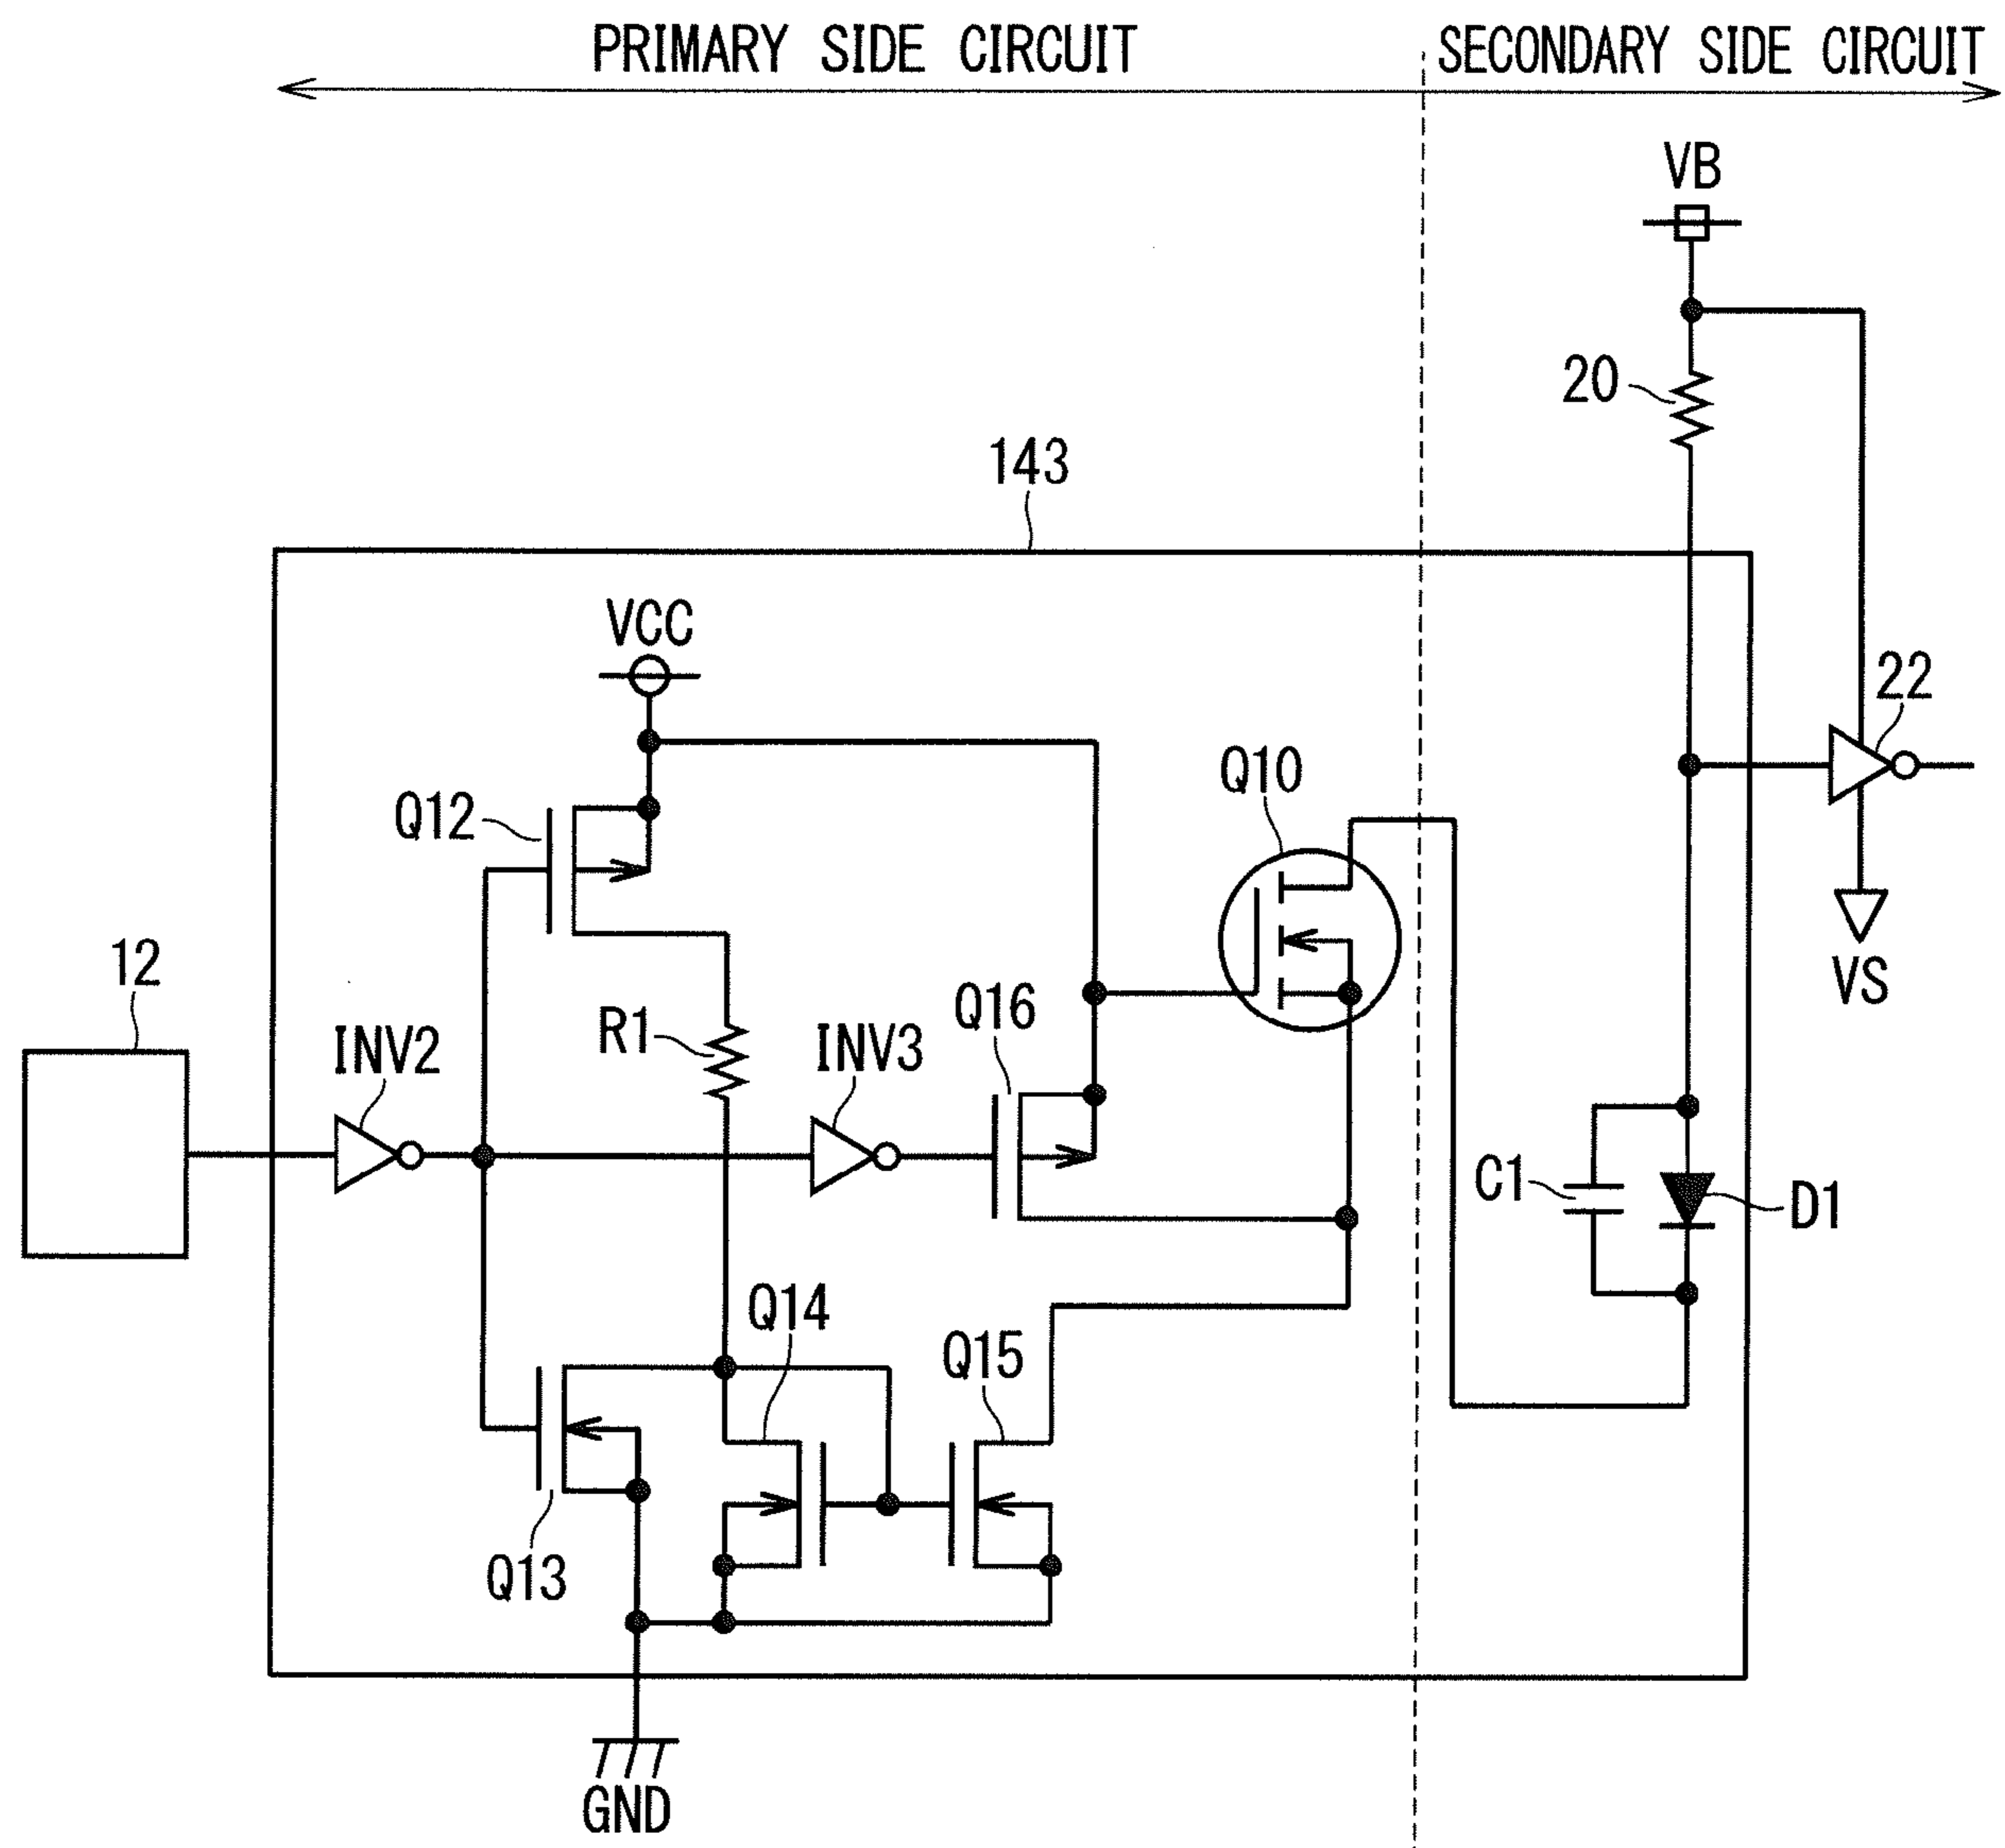 PRIMARY SIDE CIRCUIT
SECONDARY SIDE CIRCUIT
VB
20
143
VCC
22
Q12
Q10
12
VS
INV2
R1
INV3
Q16
C1
D1
Q14
Q15
Q13
GND